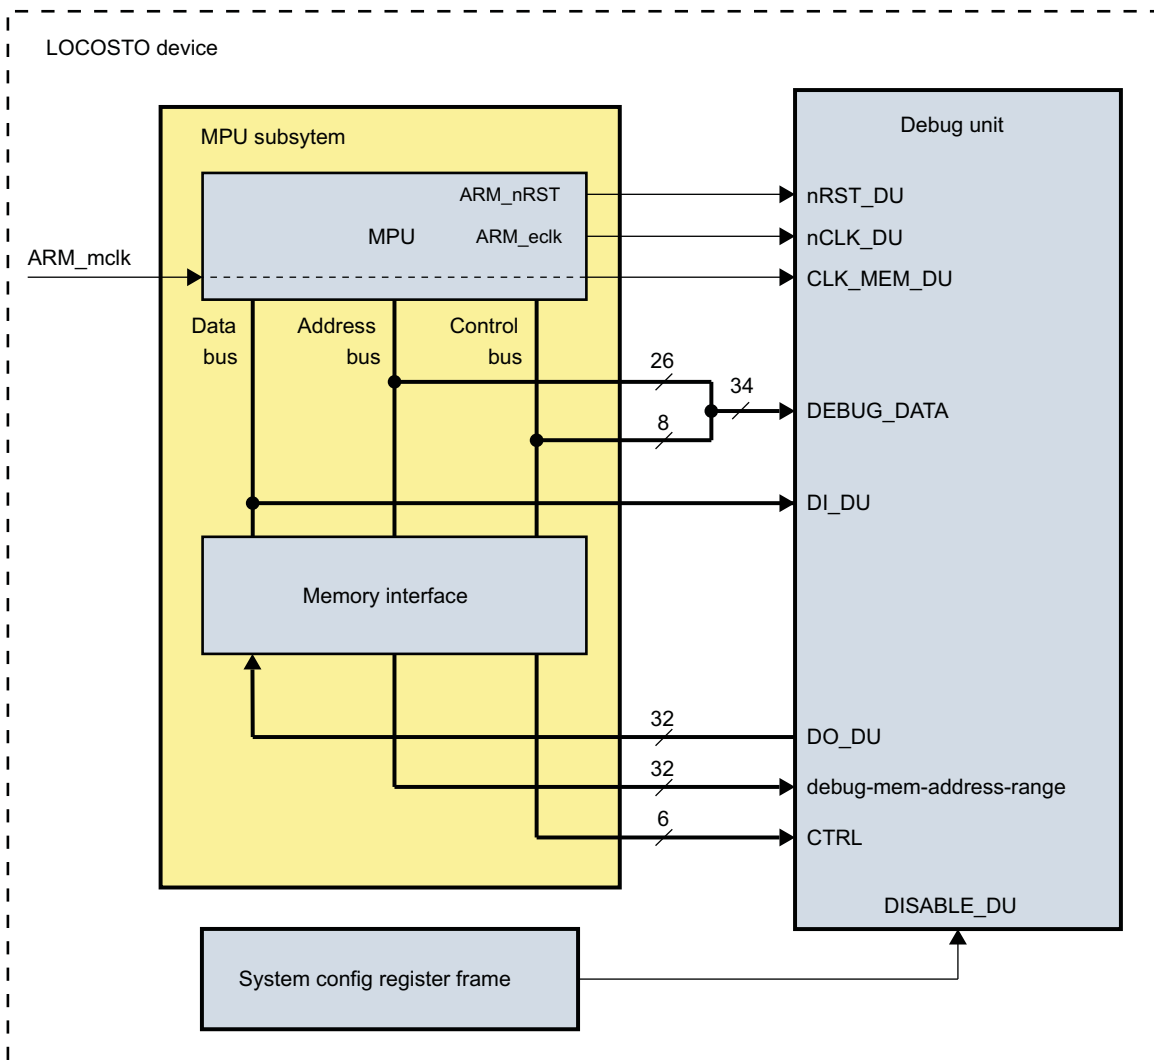 LOCOSTO device
MPU subsytem
Debug unit
ARM_nRST
nRST_DU
MPU
ARM_eclk
nCLK_DU
ARM_mclk
CLK_MEM_DU
Data
bus
Address
bus
Control
bus
26
34
8
DEBUG_DATA
DI_DU
Memory interface
32
DO_DU
32
debug-mem-address-range
6
CTRL
DISABLE_DU
System config register frame